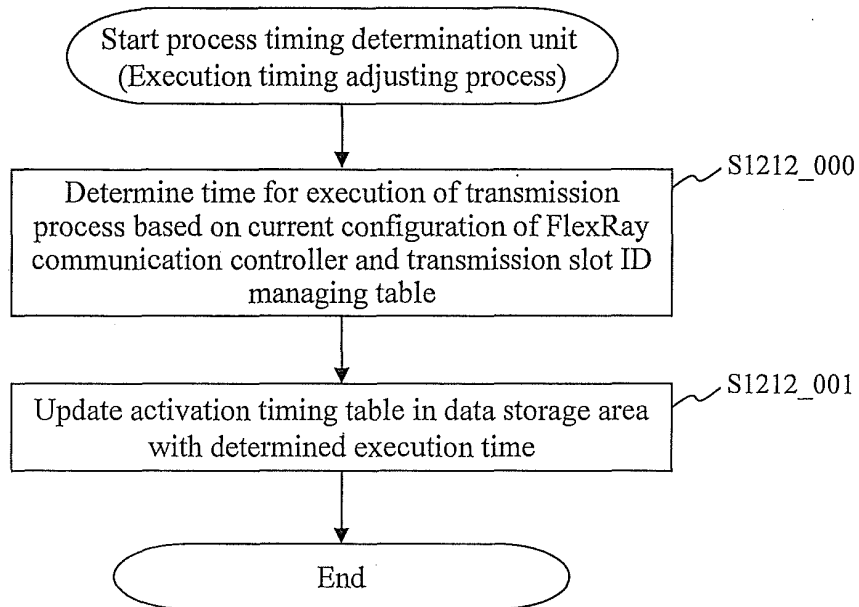 Start process timing determination unit
(Execution timing adjusting process)
S1212_000
Determine time for execution of transmission
process based on current configuration of FlexRay
communication controller and transmission slot ID
managing table
S1212_001
Update activation timing table in data storage area
with determined execution time
End